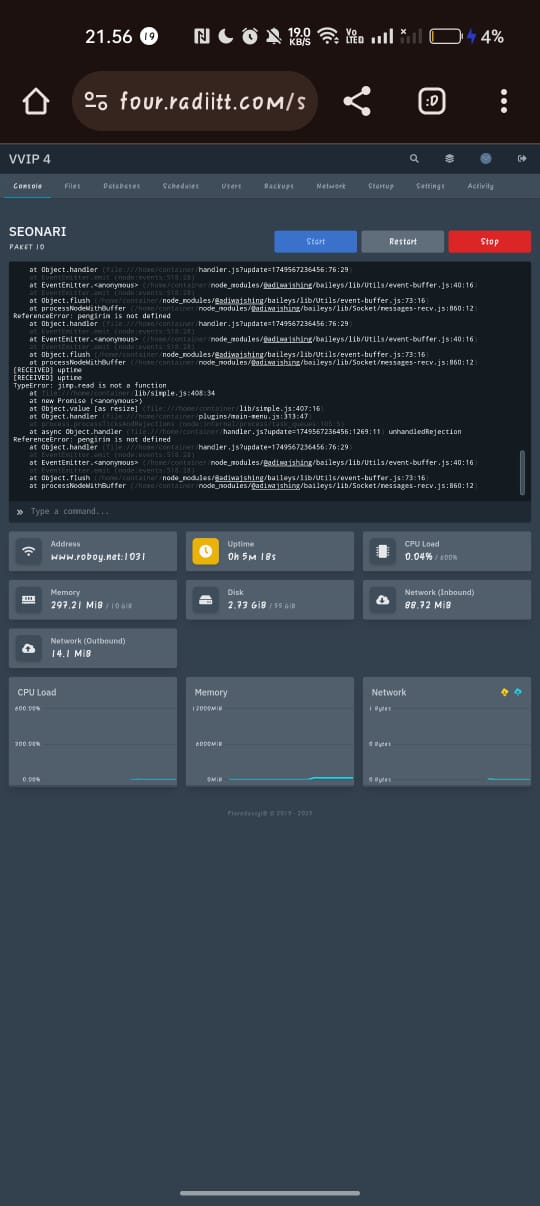 21.56 19 19.0 KB/S Vo LTE 4%
four.radiitt.com/s :D
VVIP 4
Console Files Databases Schedules Users Backups Network Startup Settings Activity
SEONARI
PAKET 10
Start Restart Stop
at Object.handler (file:///home/container/handler.js?update=1749567236456:76:29)
at EventEmitter.emit (node:events:518:28)
at EventEmitter.<anonymous> (/home/container/node_modules/@adiwajshing/baileys/lib/Utils/event-buffer.js:40:16)
at EventEmitter.emit (node:events:518:28)
at Object.flush (/home/container/node_modules/@adiwajshing/baileys/lib/Utils/event-buffer.js:73:16)
at processNodeWithBuffer (/home/container/node_modules/@adiwajshing/baileys/lib/Socket/messages-recv.js:860:12)
ReferenceError: pengirim is not defined
at Object.handler (file:///home/container/handler.js?update=1749567236456:76:29)
at EventEmitter.emit (node:events:518:28)
at EventEmitter.<anonymous> (/home/container/node_modules/@adiwajshing/baileys/lib/Utils/event-buffer.js:40:16)
at EventEmitter.emit (node:events:518:28)
at Object.flush (/home/container/node_modules/@adiwajshing/baileys/lib/Utils/event-buffer.js:73:16)
at processNodeWithBuffer (/home/container/node_modules/@adiwajshing/baileys/lib/Socket/messages-recv.js:860:12)
[RECEIVED] uptime
[RECEIVED] uptime
TypeError: jimp.read is not a function
at file:///home/container/lib/simple.js:408:34
at new Promise (<anonymous>)
at Object.value [as resize] (file:///home/container/lib/simple.js:407:16)
at Object.handler (file:///home/container/plugins/main-menu.js:313:47)
at process.processTicksAndRejections (node:internal/process/task_queues:105:5)
at async Object.handler (file:///home/container/handler.js?update=1749567236456:1269:11) unhandledRejection
ReferenceError: pengirim is not defined
at Object.handler (file:///home/container/handler.js?update=1749567236456:76:29)
at EventEmitter.emit (node:events:518:28)
at EventEmitter.<anonymous> (/home/container/node_modules/@adiwajshing/baileys/lib/Utils/event-buffer.js:40:16)
at EventEmitter.emit (node:events:518:28)
at Object.flush (/home/container/node_modules/@adiwajshing/baileys/lib/Utils/event-buffer.js:73:16)
at processNodeWithBuffer (/home/container/node_modules/@adiwajshing/baileys/lib/Socket/messages-recv.js:860:12)
» Type a command...
Address Uptime CPU Load
www.roboy.net:1031 0h 5m 18s 0.04% / 600%
Memory Disk Network (Inbound)
297.21 MiB / 10 GiB 2.73 GiB / 55 GiB 88.72 MiB
Network (Outbound)
14.1 MiB
CPU Load Memory Network
600.00% 12000MiB 1 Bytes
300.00% 6000MiB 0 Bytes
0.00% 0MiB 0 Bytes
Pterodactyl® © 2015 - 2025